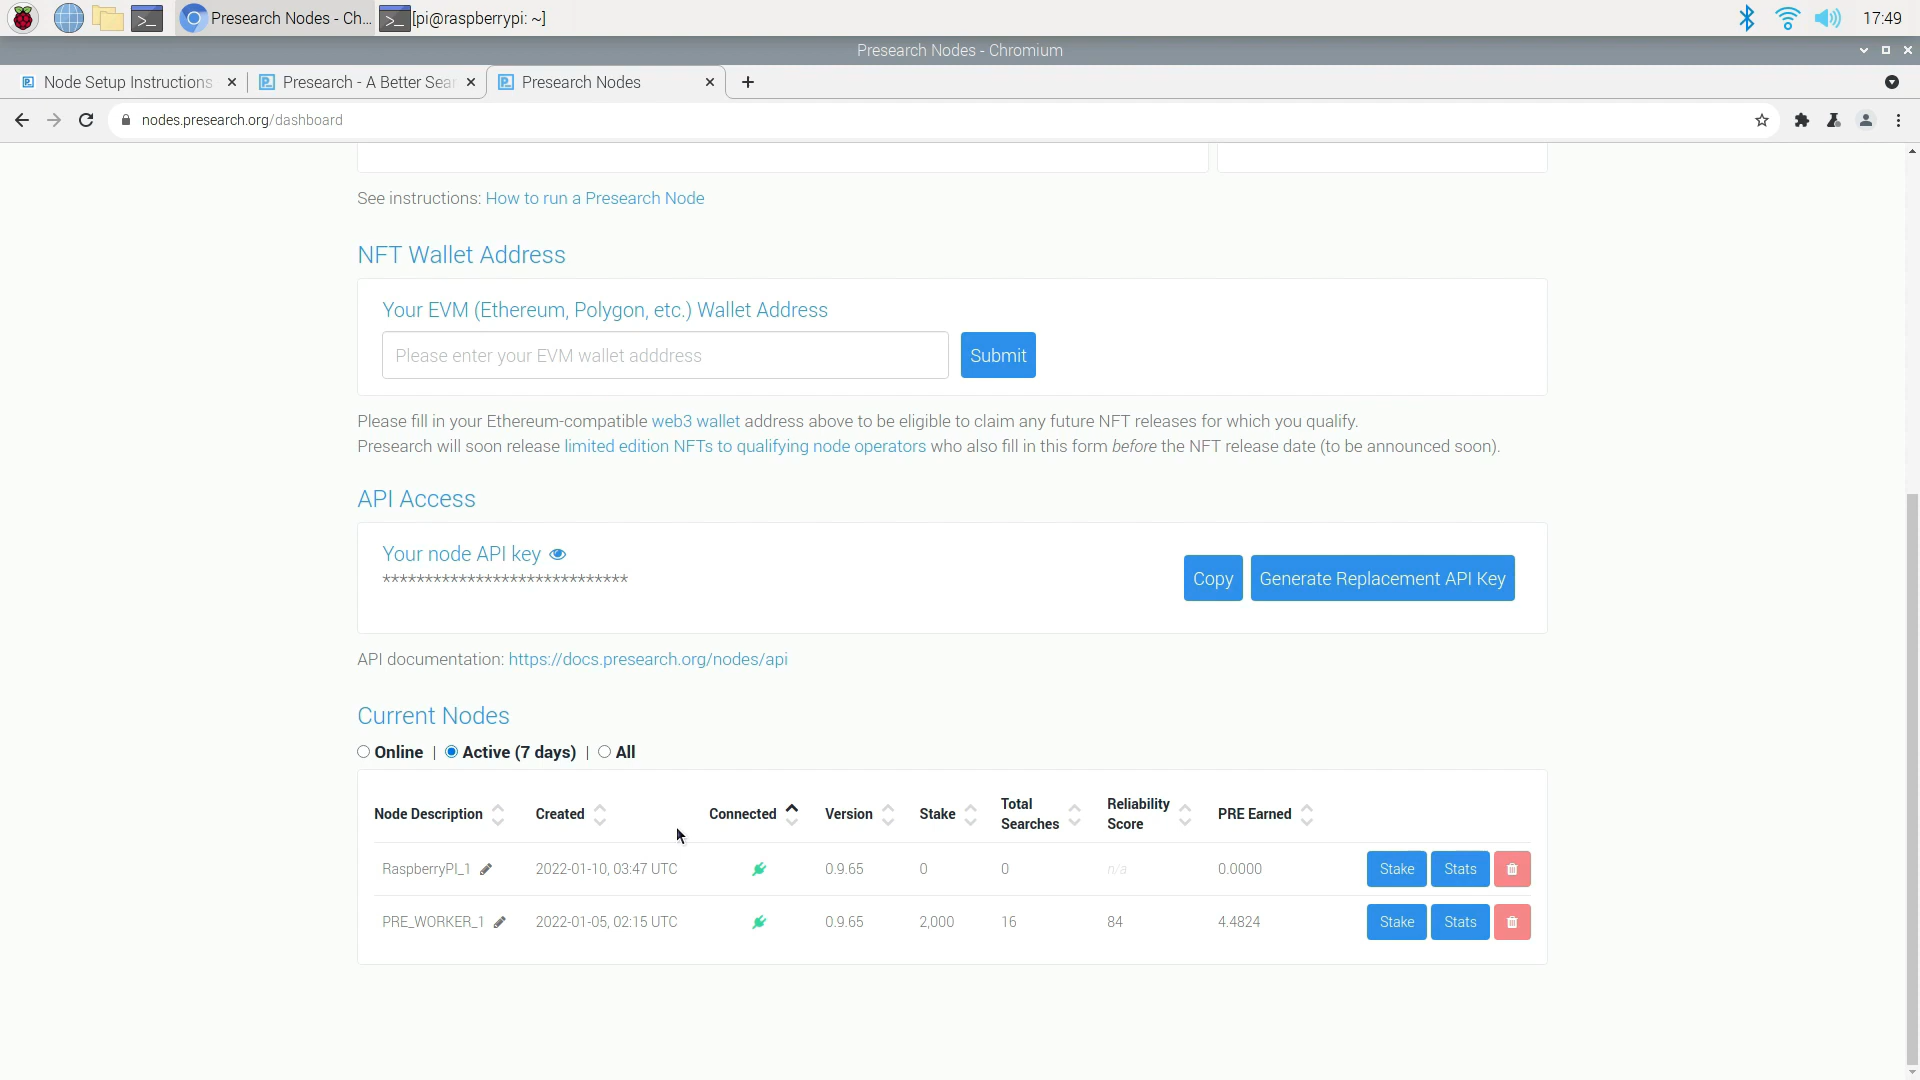 Presearch Nodes - Ch... [pi@raspberrypi: ~] 17:49
Presearch Nodes - Chromium
Node Setup Instructions Presearch - A Better Sear Presearch Nodes
nodes.presearch.org/dashboard
See instructions: How to run a Presearch Node
NFT Wallet Address
Your EVM (Ethereum, Polygon, etc.) Wallet Address
Please enter your EVM wallet adddress Submit
Please fill in your Ethereum-compatible web3 wallet address above to be eligible to claim any future NFT releases for which you qualify.
Presearch will soon release limited edition NFTs to qualifying node operators who also fill in this form before the NFT release date (to be announced soon).
API Access
Your node API key
***************************** Copy Generate Replacement API Key
API documentation: https://docs.presearch.org/nodes/api
Current Nodes
Online | Active (7 days) | All
Node Description Created Connected Version Stake Total Searches Reliability Score PRE Earned
RaspberryPI_1 2022-01-10, 03:47 UTC 0.9.65 0 0 n/a 0.0000 Stake Stats
PRE_WORKER_1 2022-01-05, 02:15 UTC 0.9.65 2,000 16 84 4.4824 Stake Stats